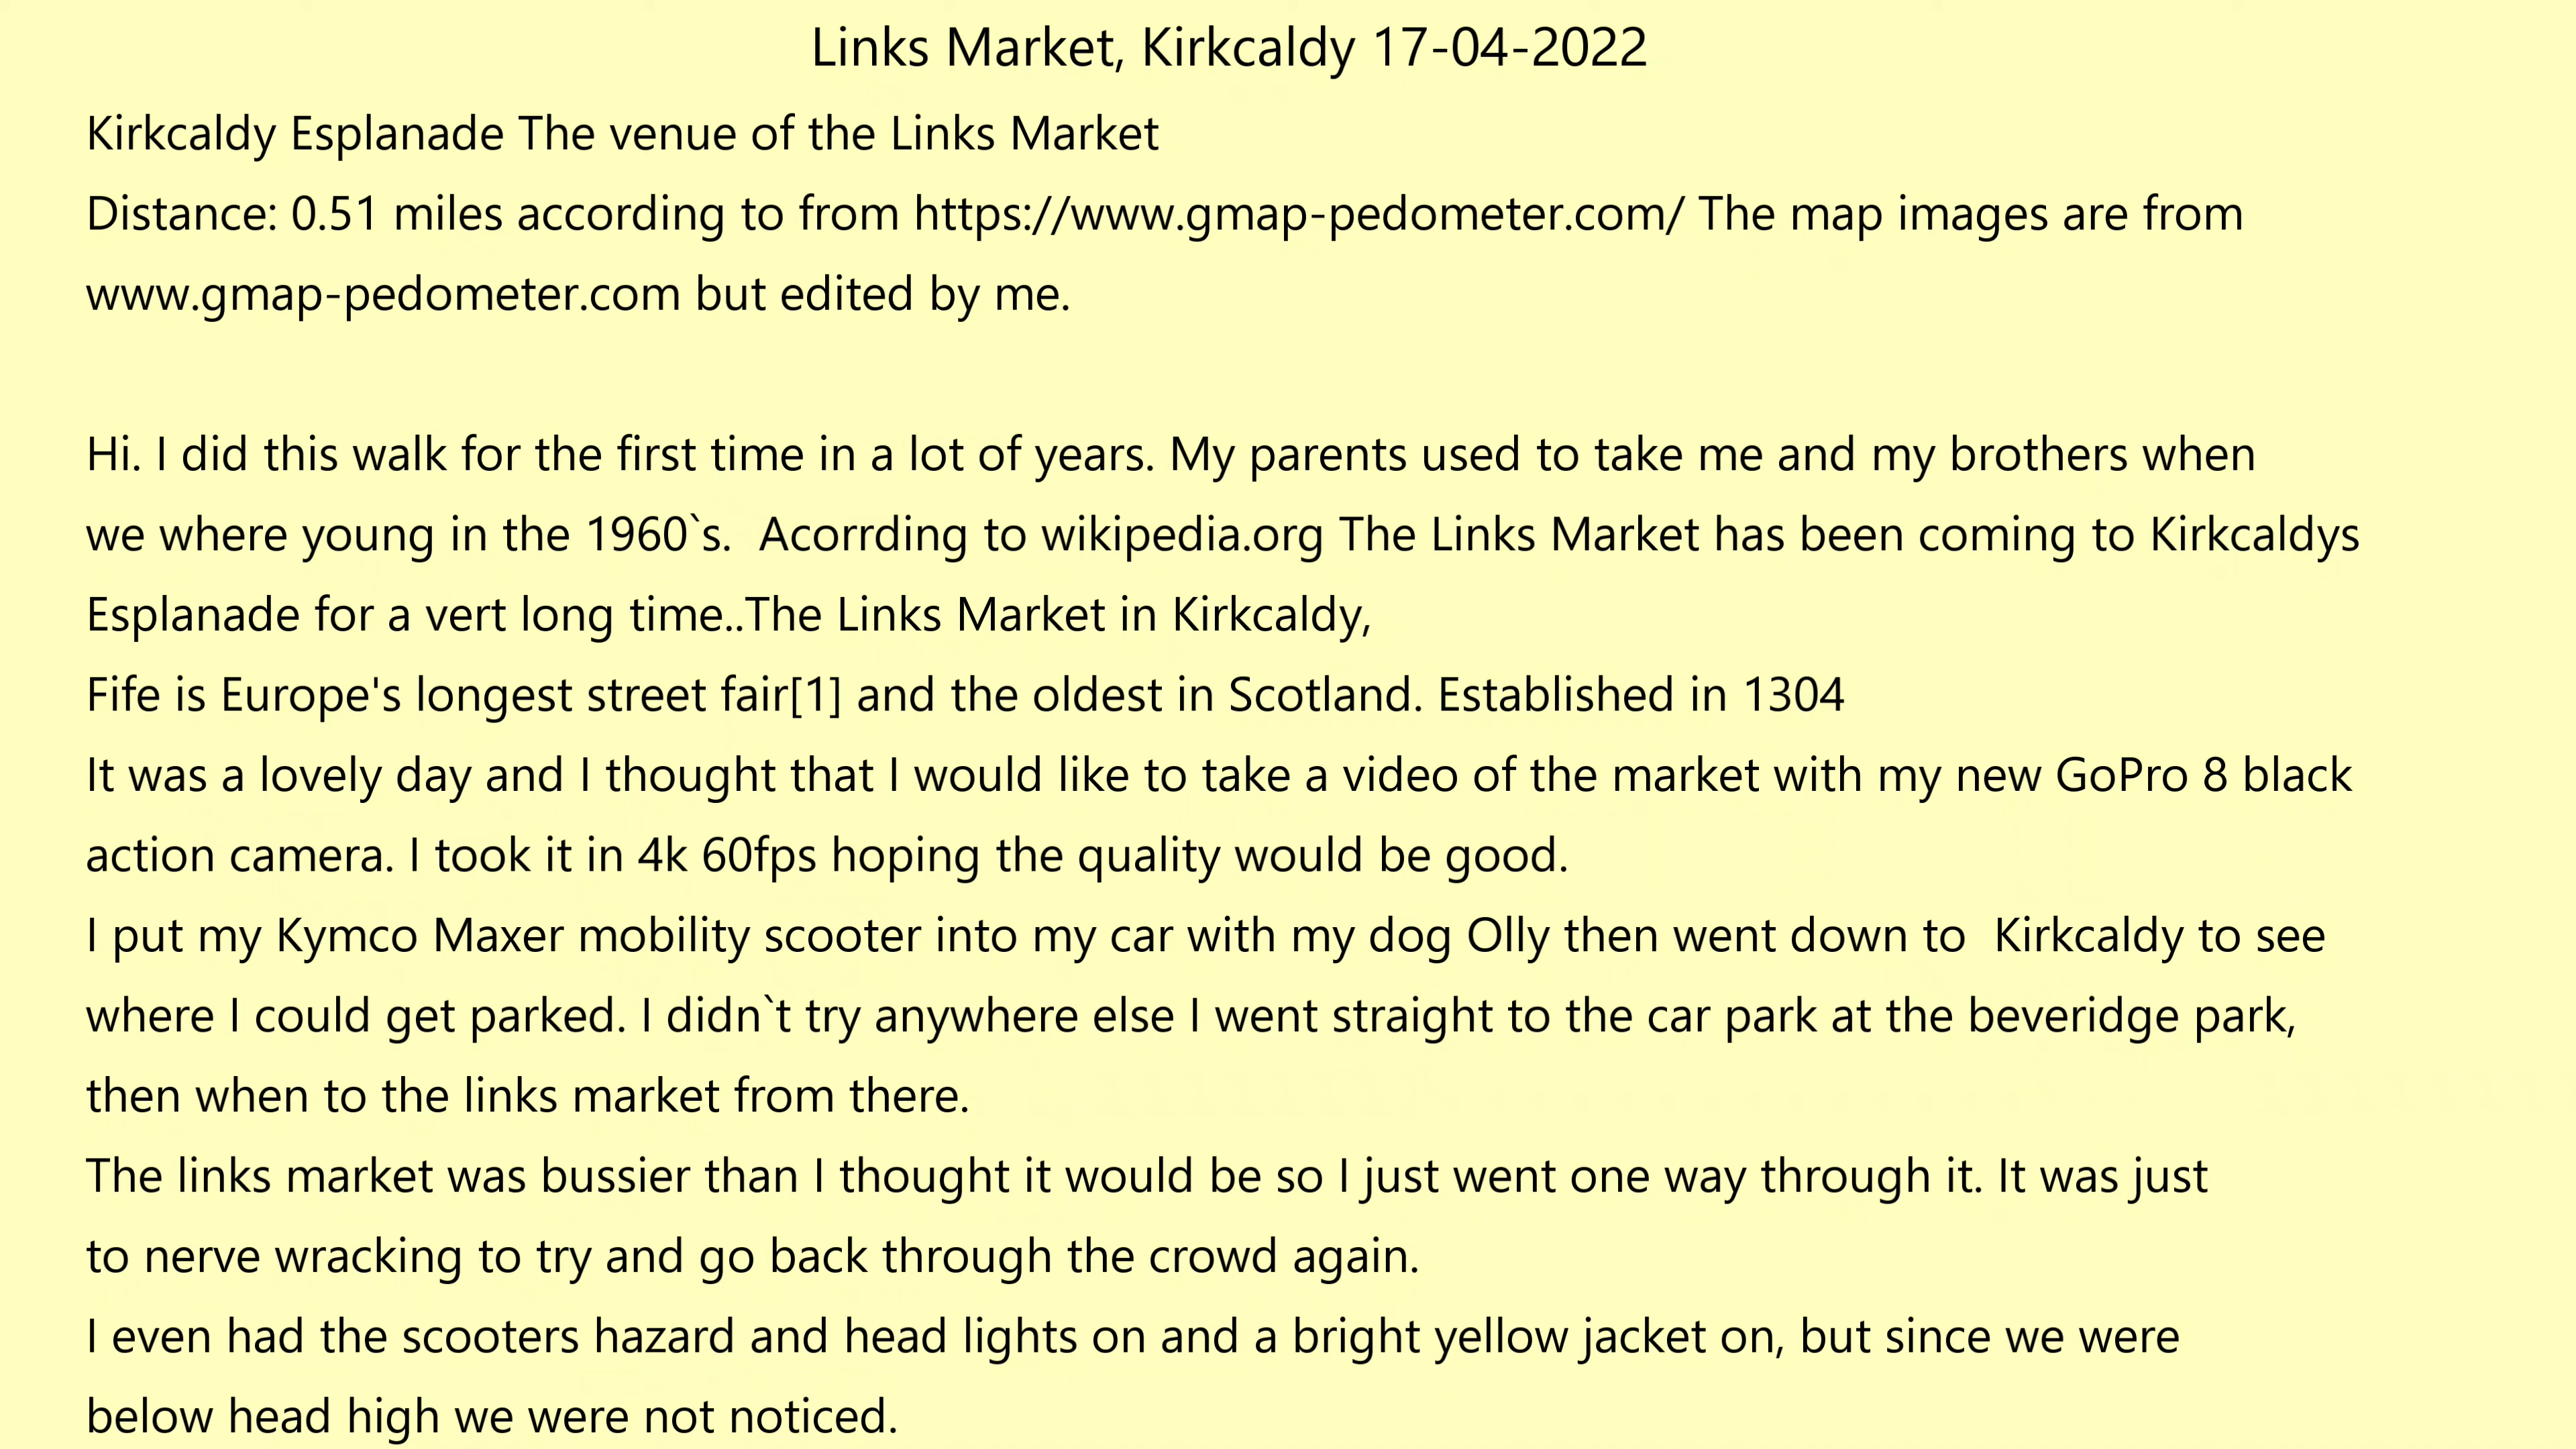 Links Market, Kirkcaldy 17-04-2022
Kirkcaldy Esplanade The venue of the Links Market
Distance: 0.51 miles according to from https://www.gmap-pedometer.com/ The map images are from
www.gmap-pedometer.com but edited by me.
Hi. I did this walk for the first time in a lot of years. My parents used to take me and my brothers when
we where young in the 1960`s.  Acorrding to wikipedia.org The Links Market has been coming to Kirkcaldys
Esplanade for a vert long time..The Links Market in Kirkcaldy,
Fife is Europe's longest street fair[1] and the oldest in Scotland. Established in 1304
It was a lovely day and I thought that I would like to take a video of the market with my new GoPro 8 black
action camera. I took it in 4k 60fps hoping the quality would be good.
I put my Kymco Maxer mobility scooter into my car with my dog Olly then went down to  Kirkcaldy to see
where I could get parked. I didn`t try anywhere else I went straight to the car park at the beveridge park,
then when to the links market from there.
The links market was bussier than I thought it would be so I just went one way through it. It was just
to nerve wracking to try and go back through the crowd again.
I even had the scooters hazard and head lights on and a bright yellow jacket on, but since we were
below head high we were not noticed.